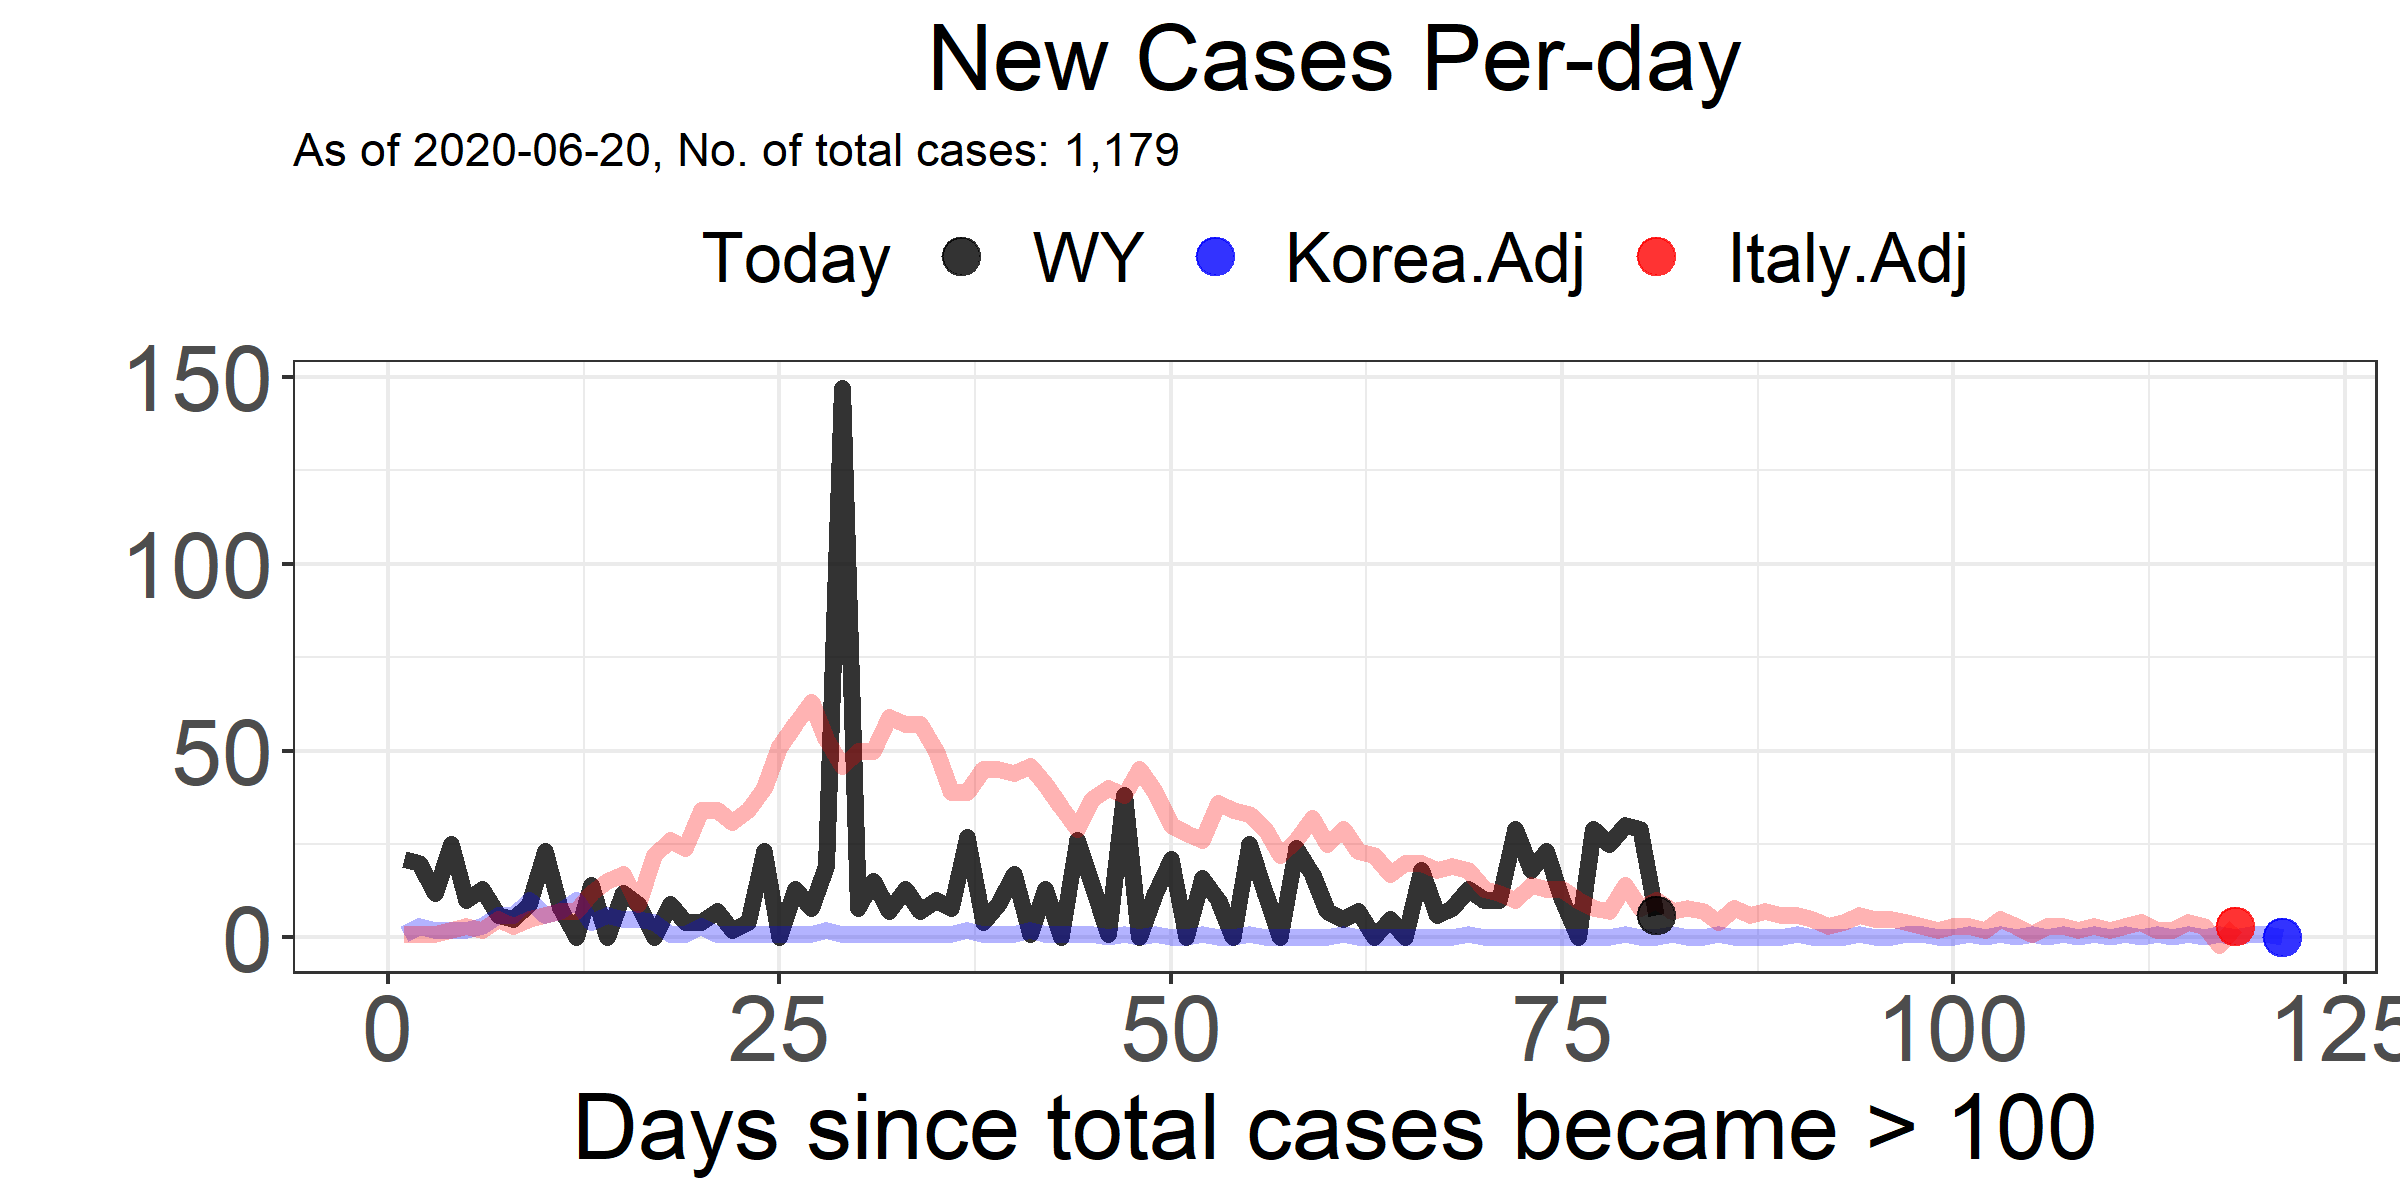 New Cases Per-day
As of 2020-06-20, No. of total cases: 1,179
Today WY Korea.Adj Italy.Adj
150
100
50
0
0 25 50 75 100 125
Days since total cases became > 100